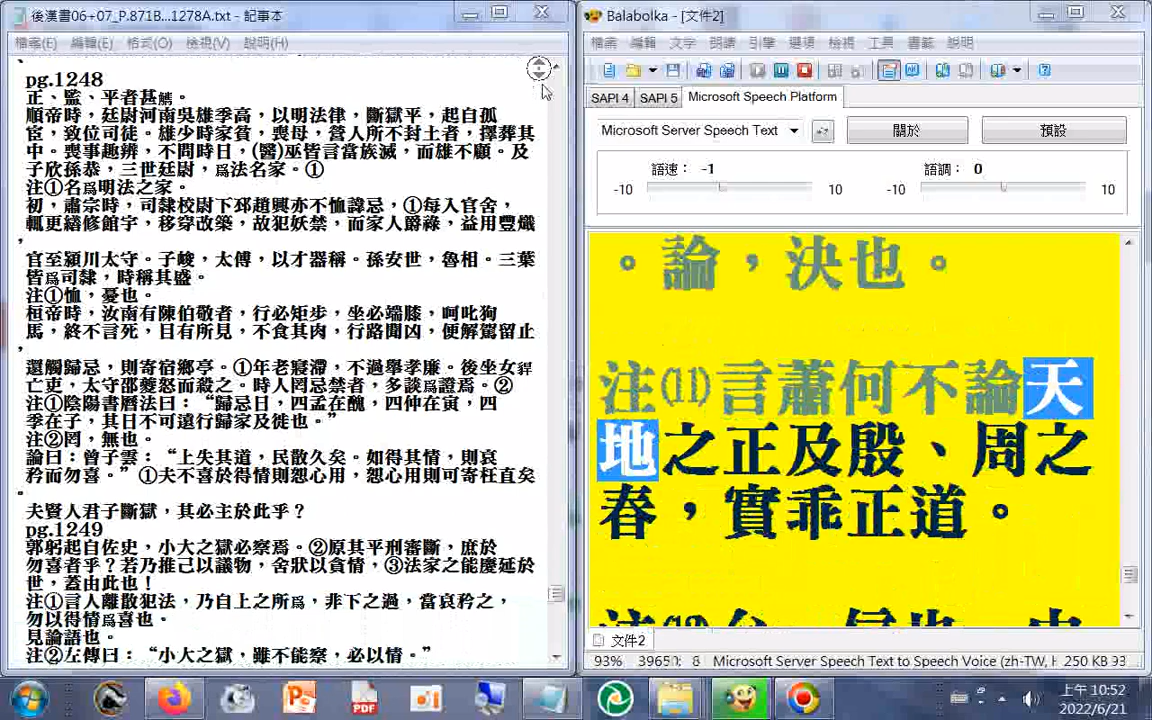 後漢書06+07_P.871B...1278A.txt - 記事本
檔案(F) 編輯(E) 格式(O) 檢視(V) 說明(H)
pg.1248
正、監、平者甚衆。
順帝時，廷尉河南吳雄季高，以明法律，斷獄平，起自孤
宦，致位司徒。雄少時家貧，喪母，營人所不封土者，擇葬其
中。喪事趣辨，不問時日，(醫)巫皆言當族滅，而雄不顧。及
子欣孫恭，三世廷尉，爲法名家。①
注①名爲明法之家。
初，肅宗時，司隸校尉下邳趙興亦不恤諱忌，①每入官舍，
輒更繕修館宇，移穿改築，故犯妖禁，而家人爵祿，益用豐熾
，
官至潁川太守。子峻，太傅，以才器稱。孫安世，魯相。三葉
皆爲司隸，時稱其盛。
注①恤，憂也。
桓帝時，汝南有陳伯敬者，行必矩步，坐必端膝，呵叱狗
馬，終不言死，目有所見，不食其肉，行路聞凶，便解駕留止
，
還觸歸忌，則寄宿鄉亭。①年老寢滯，不過舉孝廉。後坐女
亡吏，太守邵夔怒而殺之。時人罔忌禁者，多談爲證焉。②
注①陰陽書曆法曰：“歸忌日，四孟在醜，四仲在寅，四
季在子，其日不可遠行歸家及徙也。”
注②罔，無也。
論曰：曾子雲：“上失其道，民散久矣。如得其情，則哀
矜而勿喜。”①夫不喜於得情則恕心用，恕心用則可寄枉直矣
。
夫賢人君子斷獄，其必主於此乎？
pg.1249
郭躬起自佐史，小大之獄必察焉。②原其平刑審斷，庶於
勿喜者乎？若乃推己以議物，舍狀以貪情，③法家之能慶延於
世，蓋由此也！
注①言人離散犯法，乃自上之所爲，非下之過，當哀矜之，
勿以得情爲喜也。
見論語也。
注②左傳曰：“小大之獄，雖不能察，必以情。”
Balabolka - [文件2]
檔案 編輯 文字 朗讀 引擎 選項 檢視 工具 書籤 說明
SAPI 4 SAPI 5 Microsoft Speech Platform
Microsoft Server Speech Text 關於 預設
語速： -1 語調： 0
-10 10 -10 10
。論，決也。
注⑾言蕭何不論天
地之正及殷、周之
春，實乖正道。
文件2
93% 39650: 8 Microsoft Server Speech Text to Speech Voice (zh-TW, H 250 KB 93
上午 10:52
2022/6/21